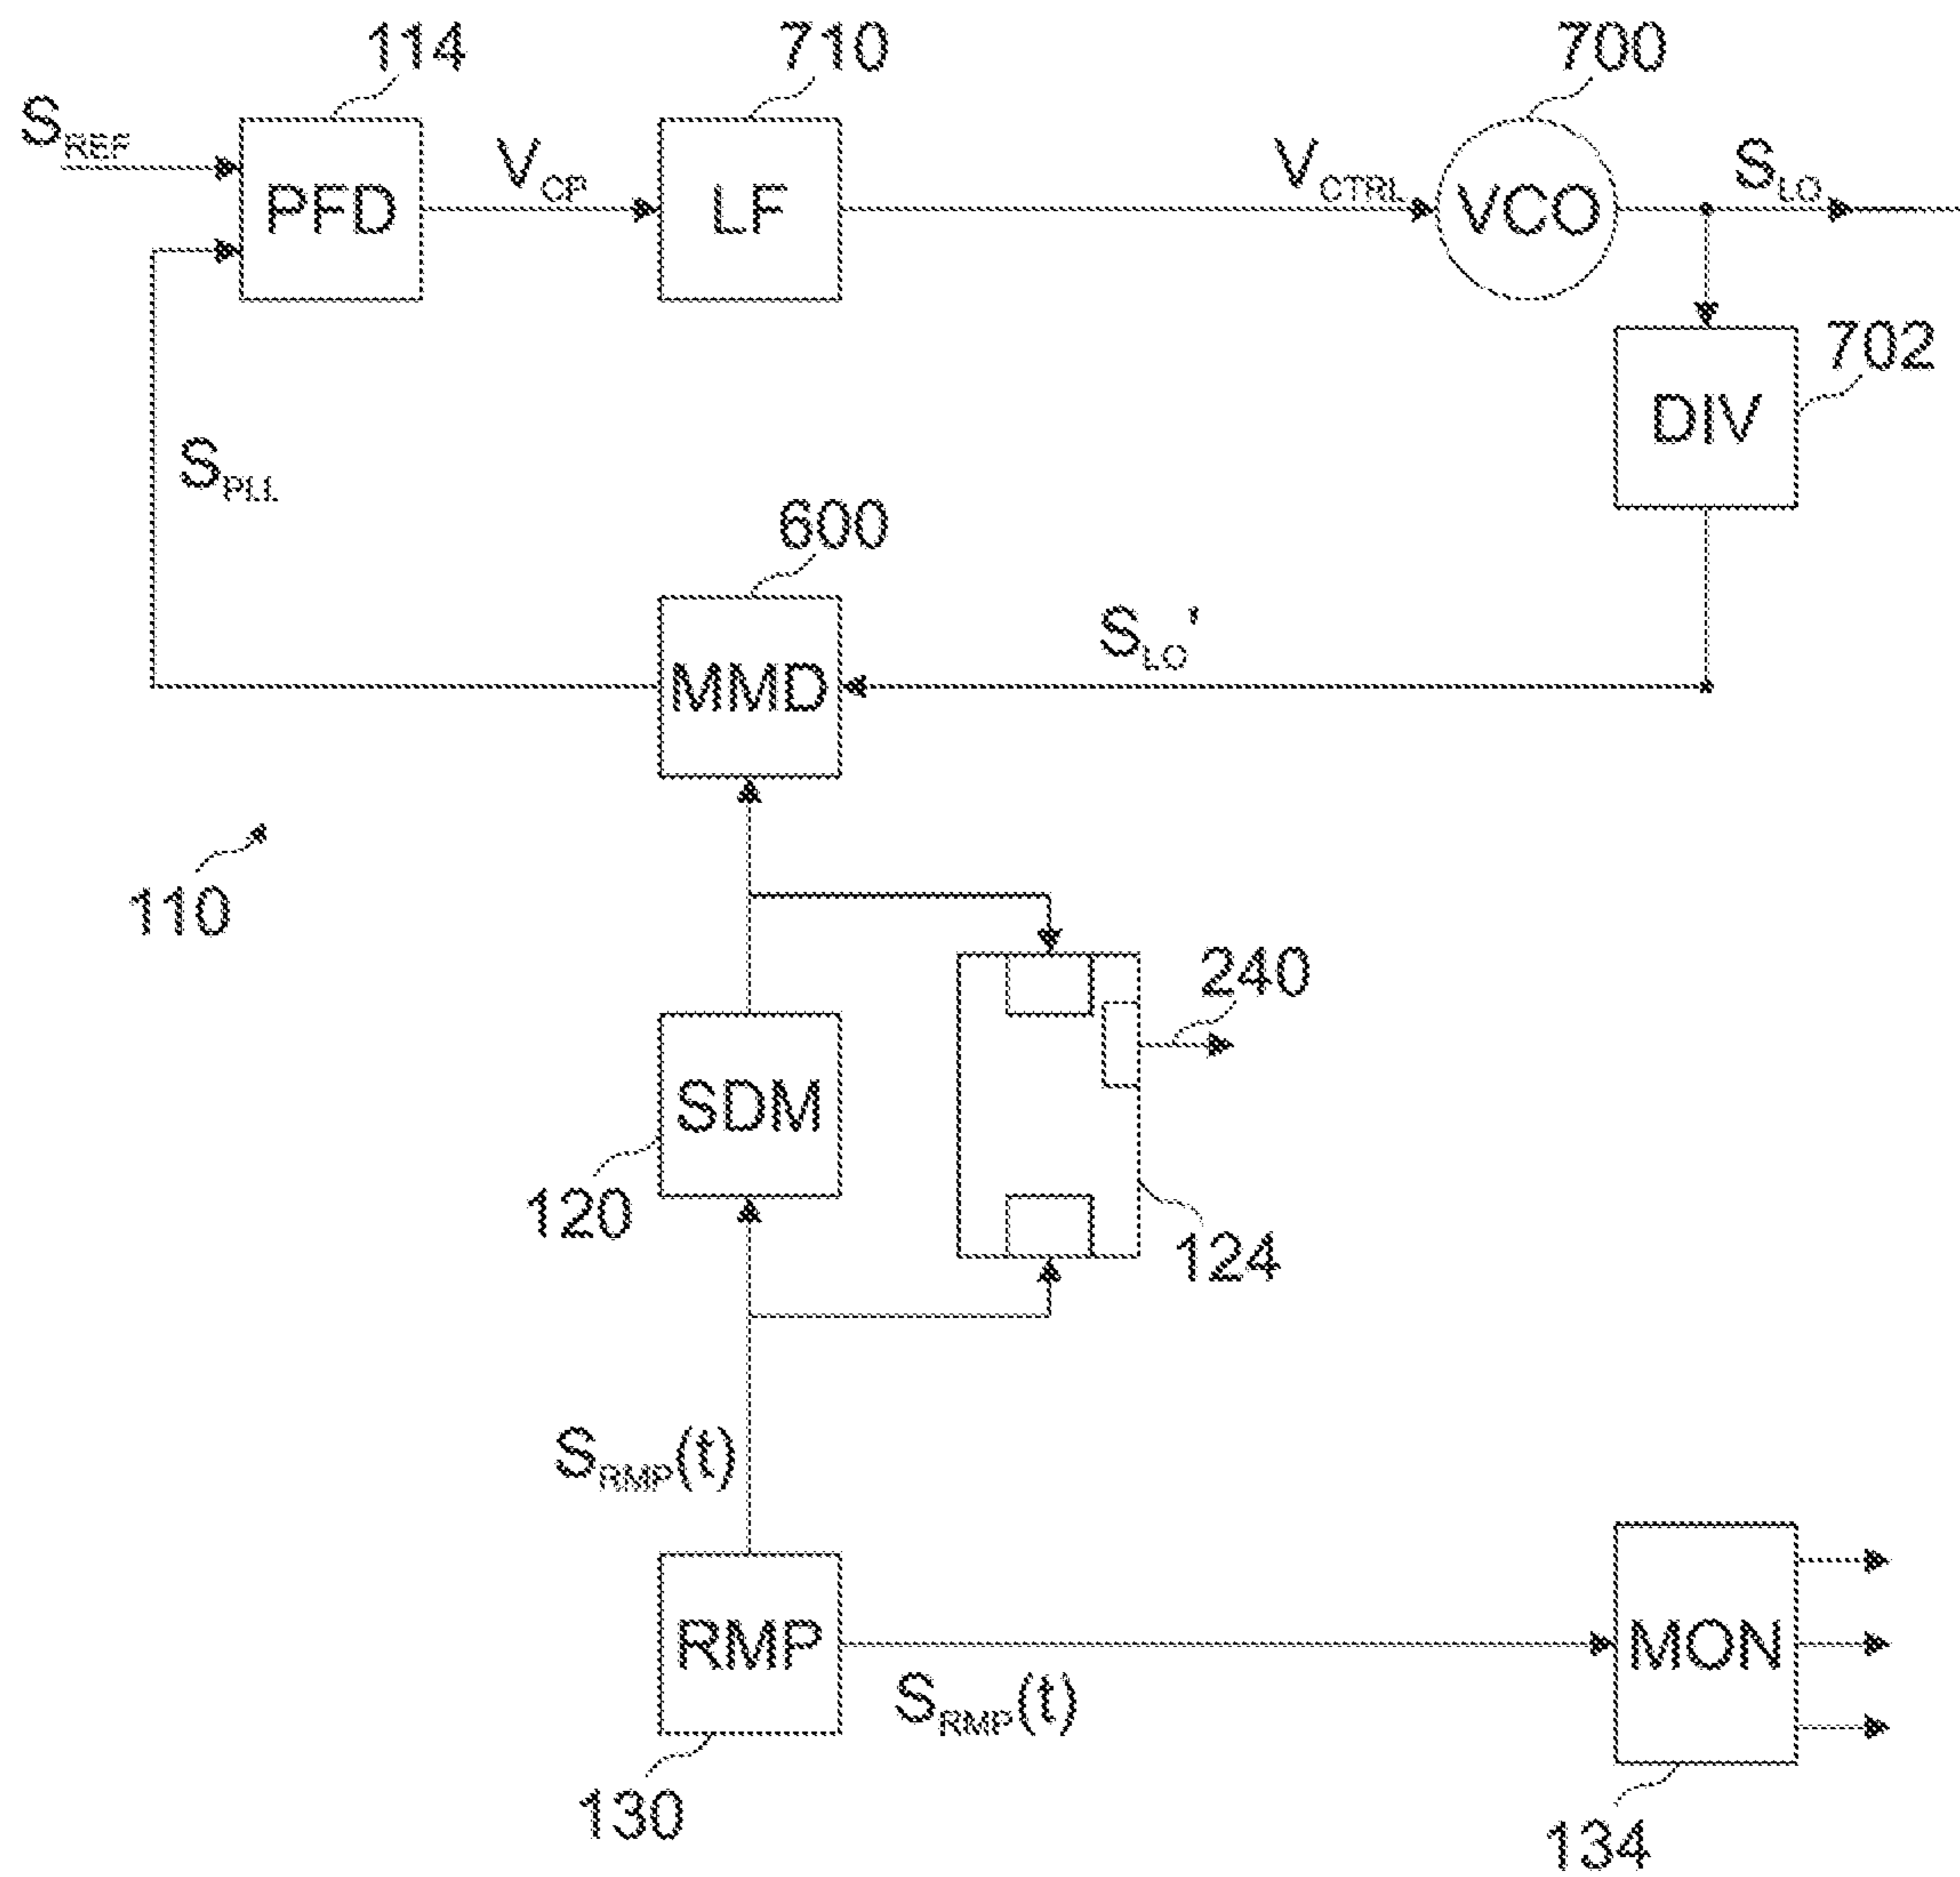 114
710
700
S_REF
PFD
V_CP
LF
V_CTRL
VCO
S_LO
702
DIV
S_PLL
600
MMD
S_LO'
110
240
SDM
120
124
S_RMP(t)
RMP
S_RMP(t)
MON
130
134